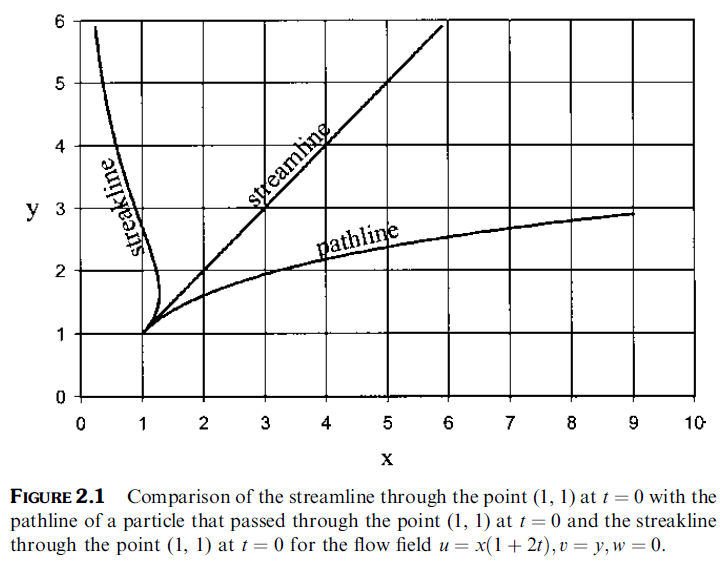 6
5
4
y 3
2
1
0
streakline
streamline
pathline
0 1 2 3 4 5 6 7 8 9 10
x
FIGURE 2.1 Comparison of the streamline through the point (1, 1) at t = 0 with the
pathline of a particle that passed through the point (1, 1) at t = 0 and the streakline
through the point (1, 1) at t = 0 for the flow field u = x(1 + 2t), v = y, w = 0.